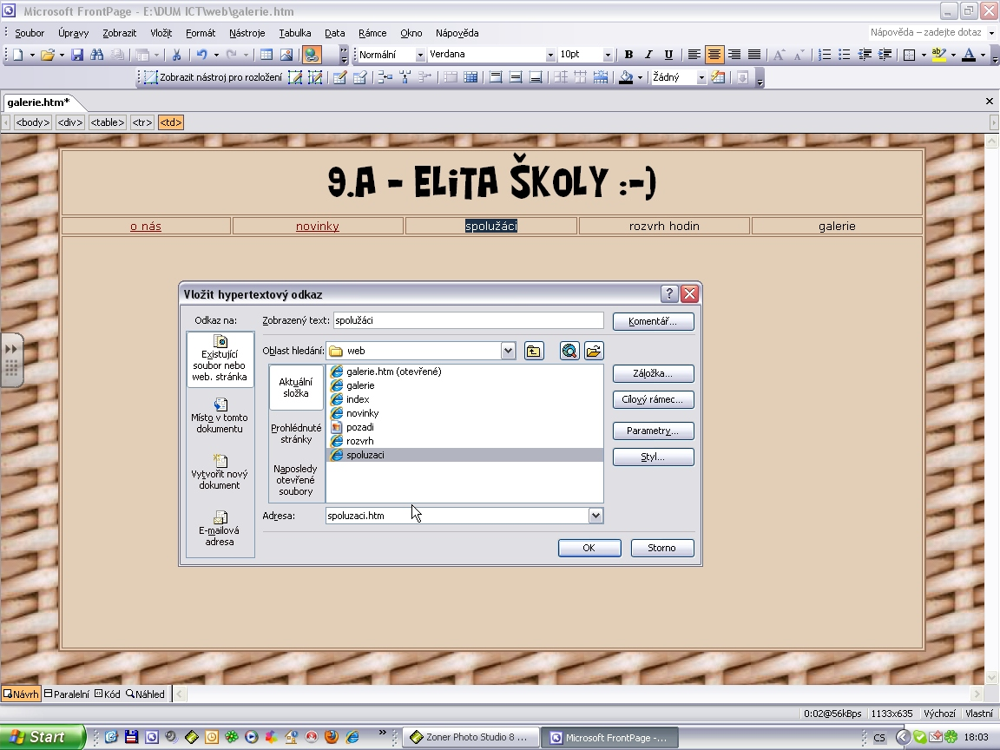 Microsoft FrontPage - E:\DUM ICT\web\galerie.htm
Soubor Úpravy Zobrazit Vložit Formát Nástroje Tabulka Data Rámce Okno Nápověda Nápověda – zadejte dotaz
Normální Verdana 10pt B I U
Zobrazit nástroj pro rozložení Žádný
galerie.htm*
<body> <div> <table> <tr> <td>
9.A - ELiTA ŠKOLY :-)
o nás novinky spolužáci rozvrh hodin galerie
Vložit hypertextový odkaz
Odkaz na: Zobrazený text: spolužáci Komentář...
Existující soubor nebo web. stránka
Místo v tomto dokumentu
Vytvořit nový dokument
E-mailová adresa
Oblast hledání: web
Aktuální složka
Prohlédnuté stránky
Naposledy otevřené soubory
galerie.htm (otevřené)
galerie
index
novinky
pozadi
rozvrh
spoluzaci
Záložka...
Cílový rámec...
Parametry...
Styl...
Adresa: spoluzaci.htm
OK Storno
Návrh Paralelní Kód Náhled
0:02@56kBps 1133x635 Výchozí Vlastní
Start Zoner Photo Studio 8 ... Microsoft FrontPage -... CS 18:03